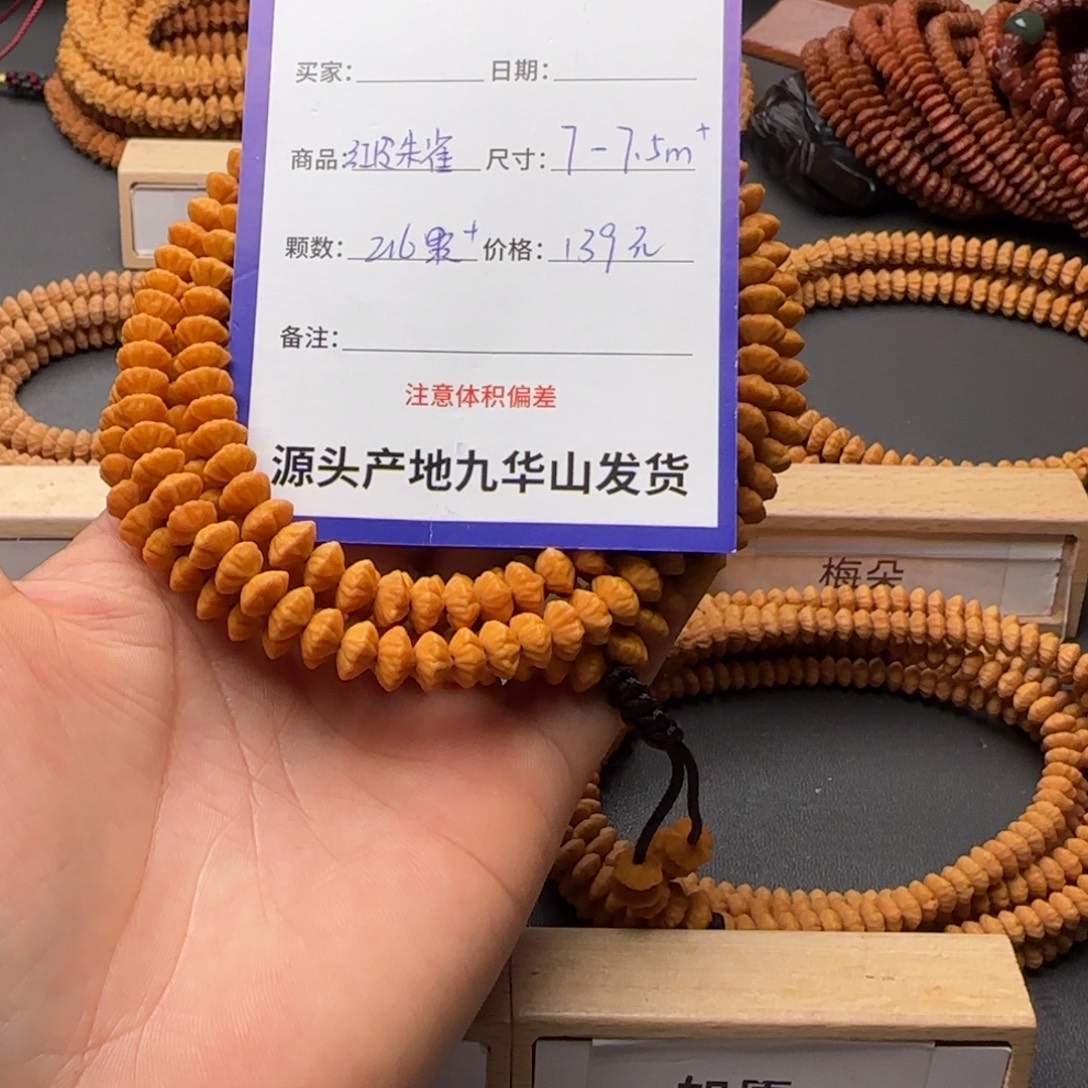 买家: 日期:
商品: 红皮朱雀 尺寸: 7-7.5m+
颗数: 216颗+ 价格: 139元
备注:
注意体积偏差
源头产地九华山发货
梅朵